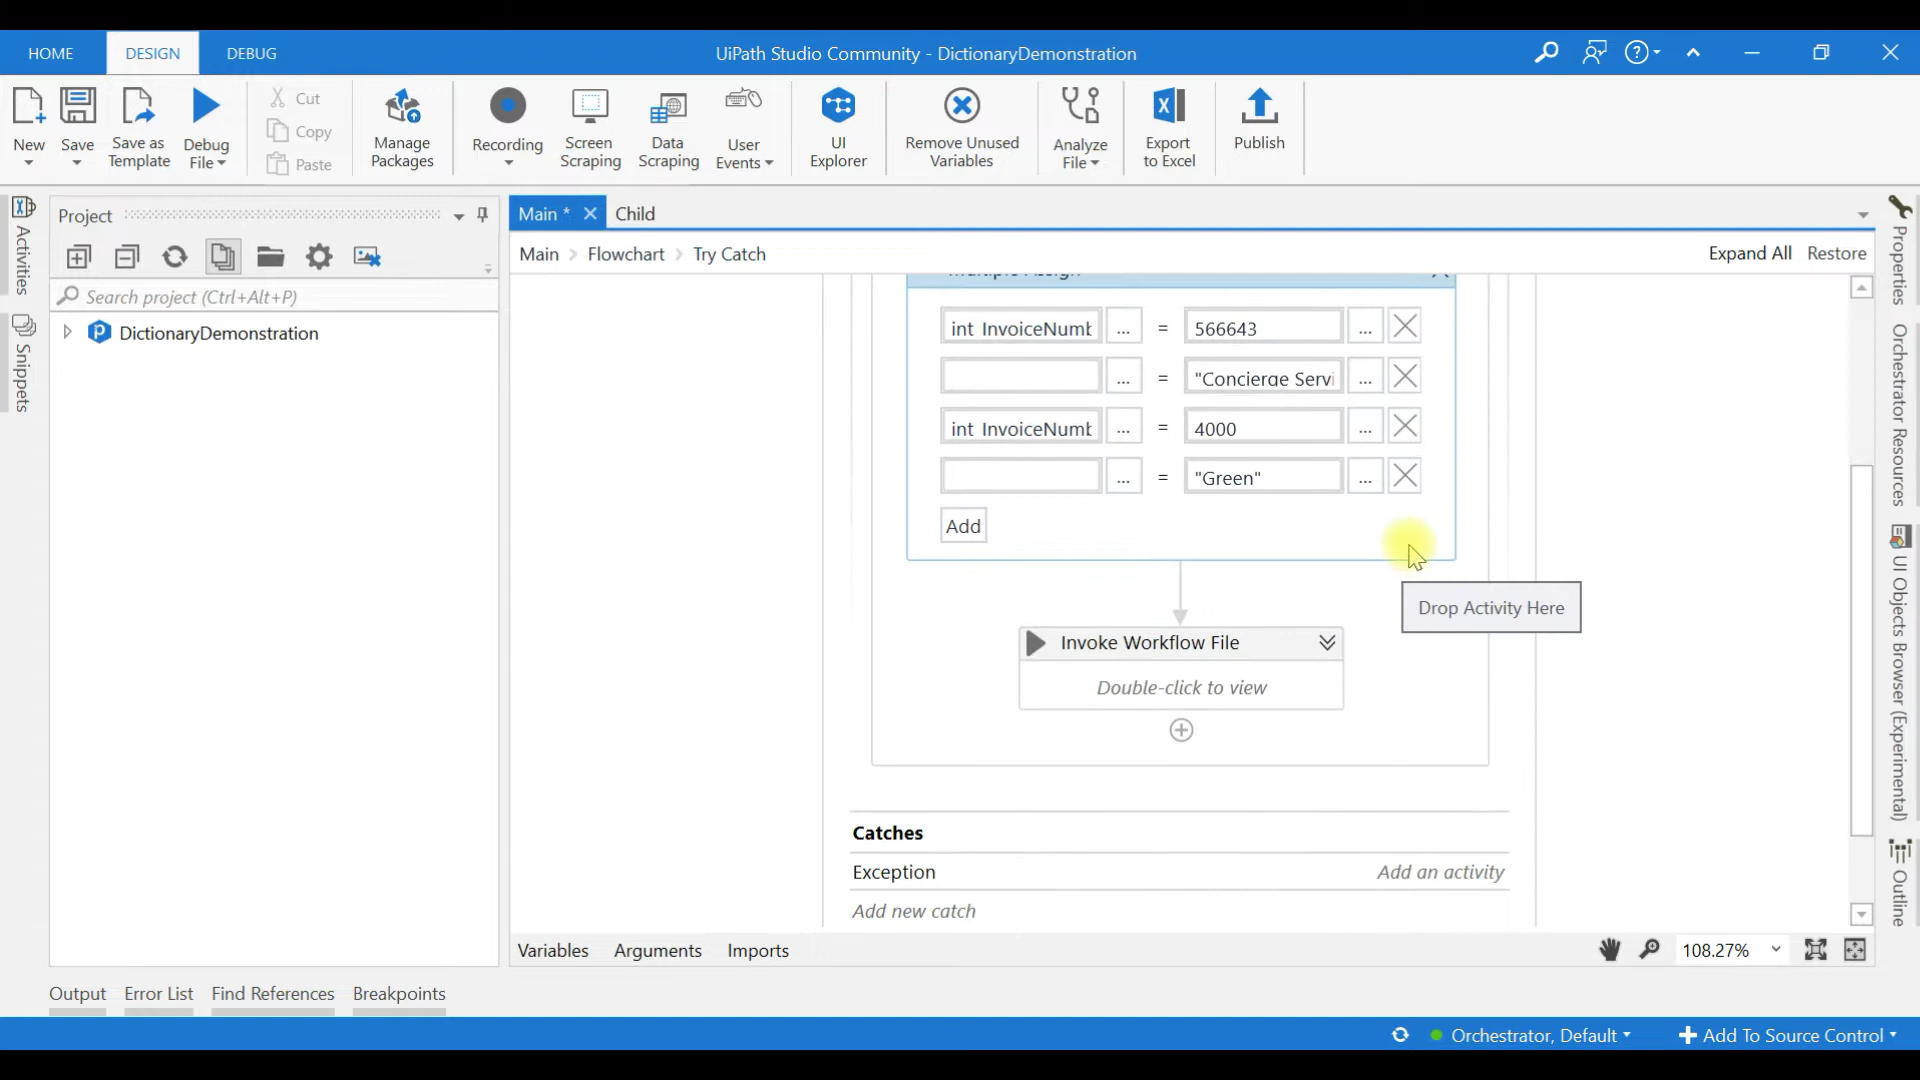 HOME DESIGN DEBUG UiPath Studio Community - DictionaryDemonstration
New Save Save as Template Debug File Cut Copy Paste Manage Packages Recording Screen Scraping Data Scraping User Events UI Explorer Remove Unused Variables Analyze File Export to Excel Publish
Activities
Snippets
Project
Search project (Ctrl+Alt+P)
DictionaryDemonstration
Main * Child
Main Flowchart Try Catch Expand All Restore
Multiple Assign
int_InvoiceNumb ... = 566643 ...
... = "Concierge Servi ...
int_InvoiceNumb ... = 4000 ...
... = "Green" ...
Add
Drop Activity Here
Invoke Workflow File
Double-click to view
Catches
Exception Add an activity
Add new catch
Variables Arguments Imports 108.27%
Properties
Orchestrator Resources
UI Objects Browser (Experimental)
Outline
Output Error List Find References Breakpoints
Orchestrator, Default Add To Source Control